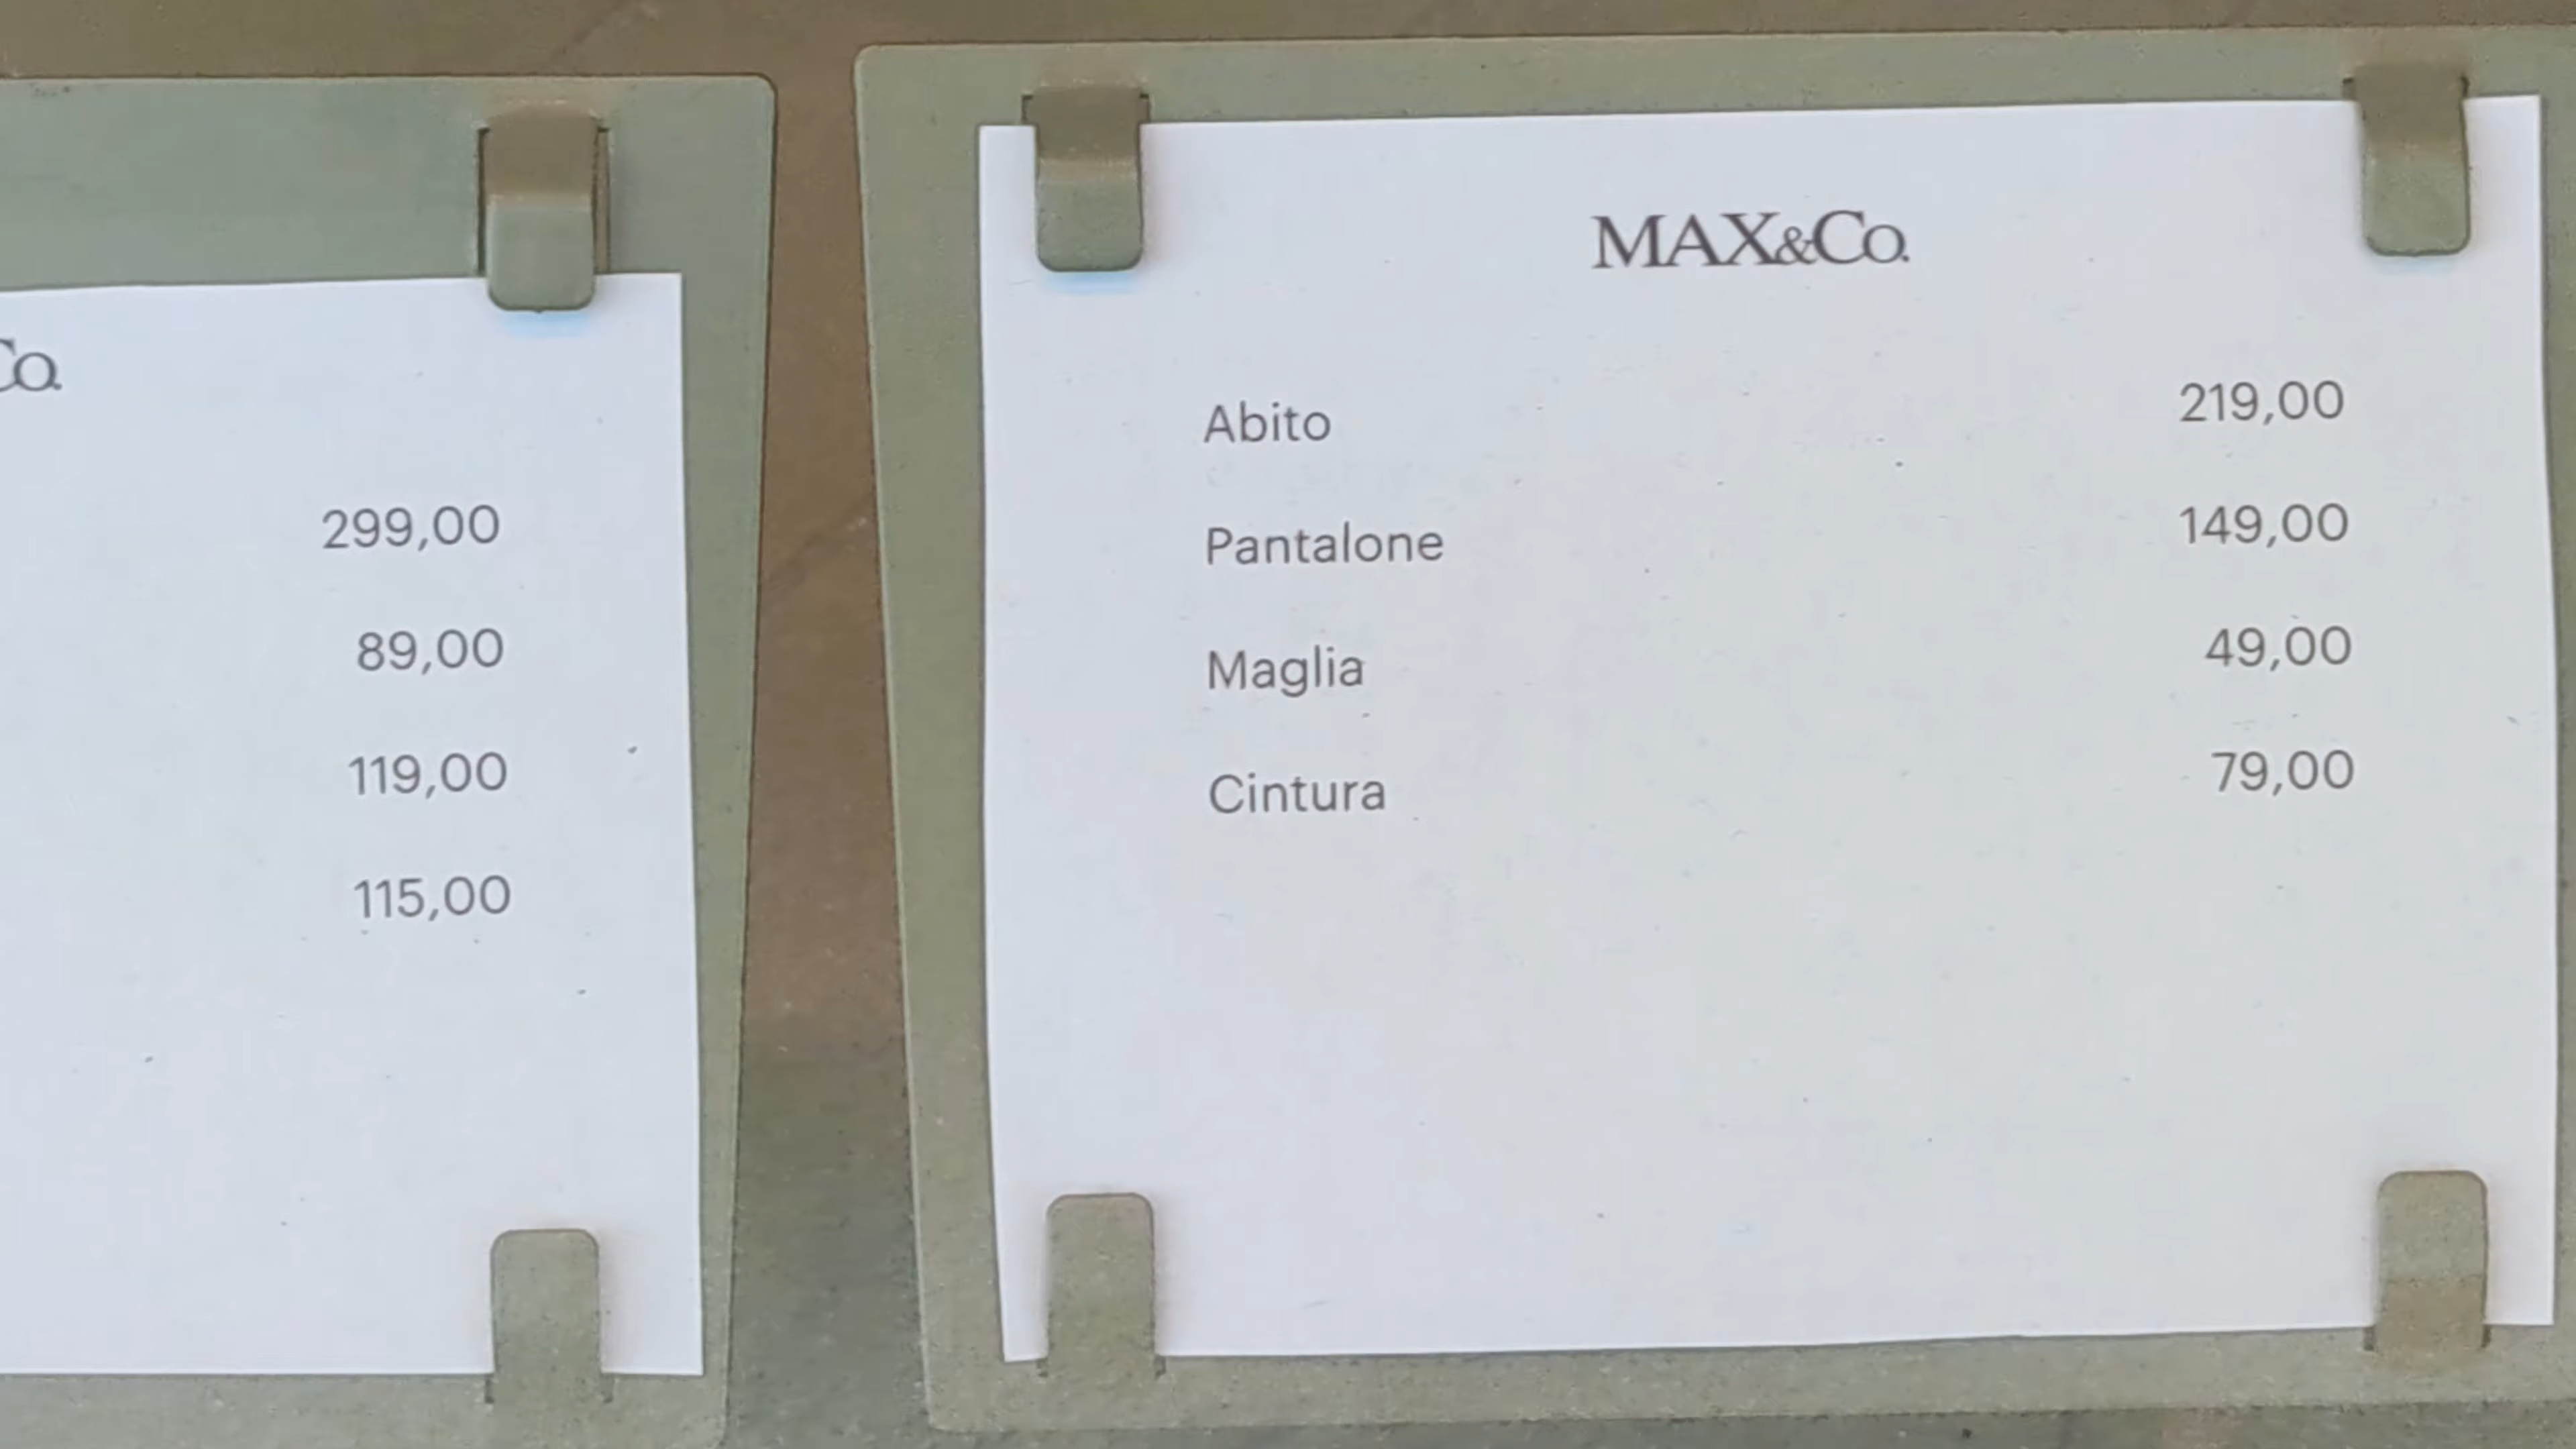 Co.
299,00
89,00
119,00
115,00
MAX&Co.
Abito 219,00
Pantalone 149,00
Maglia 49,00
Cintura 79,00